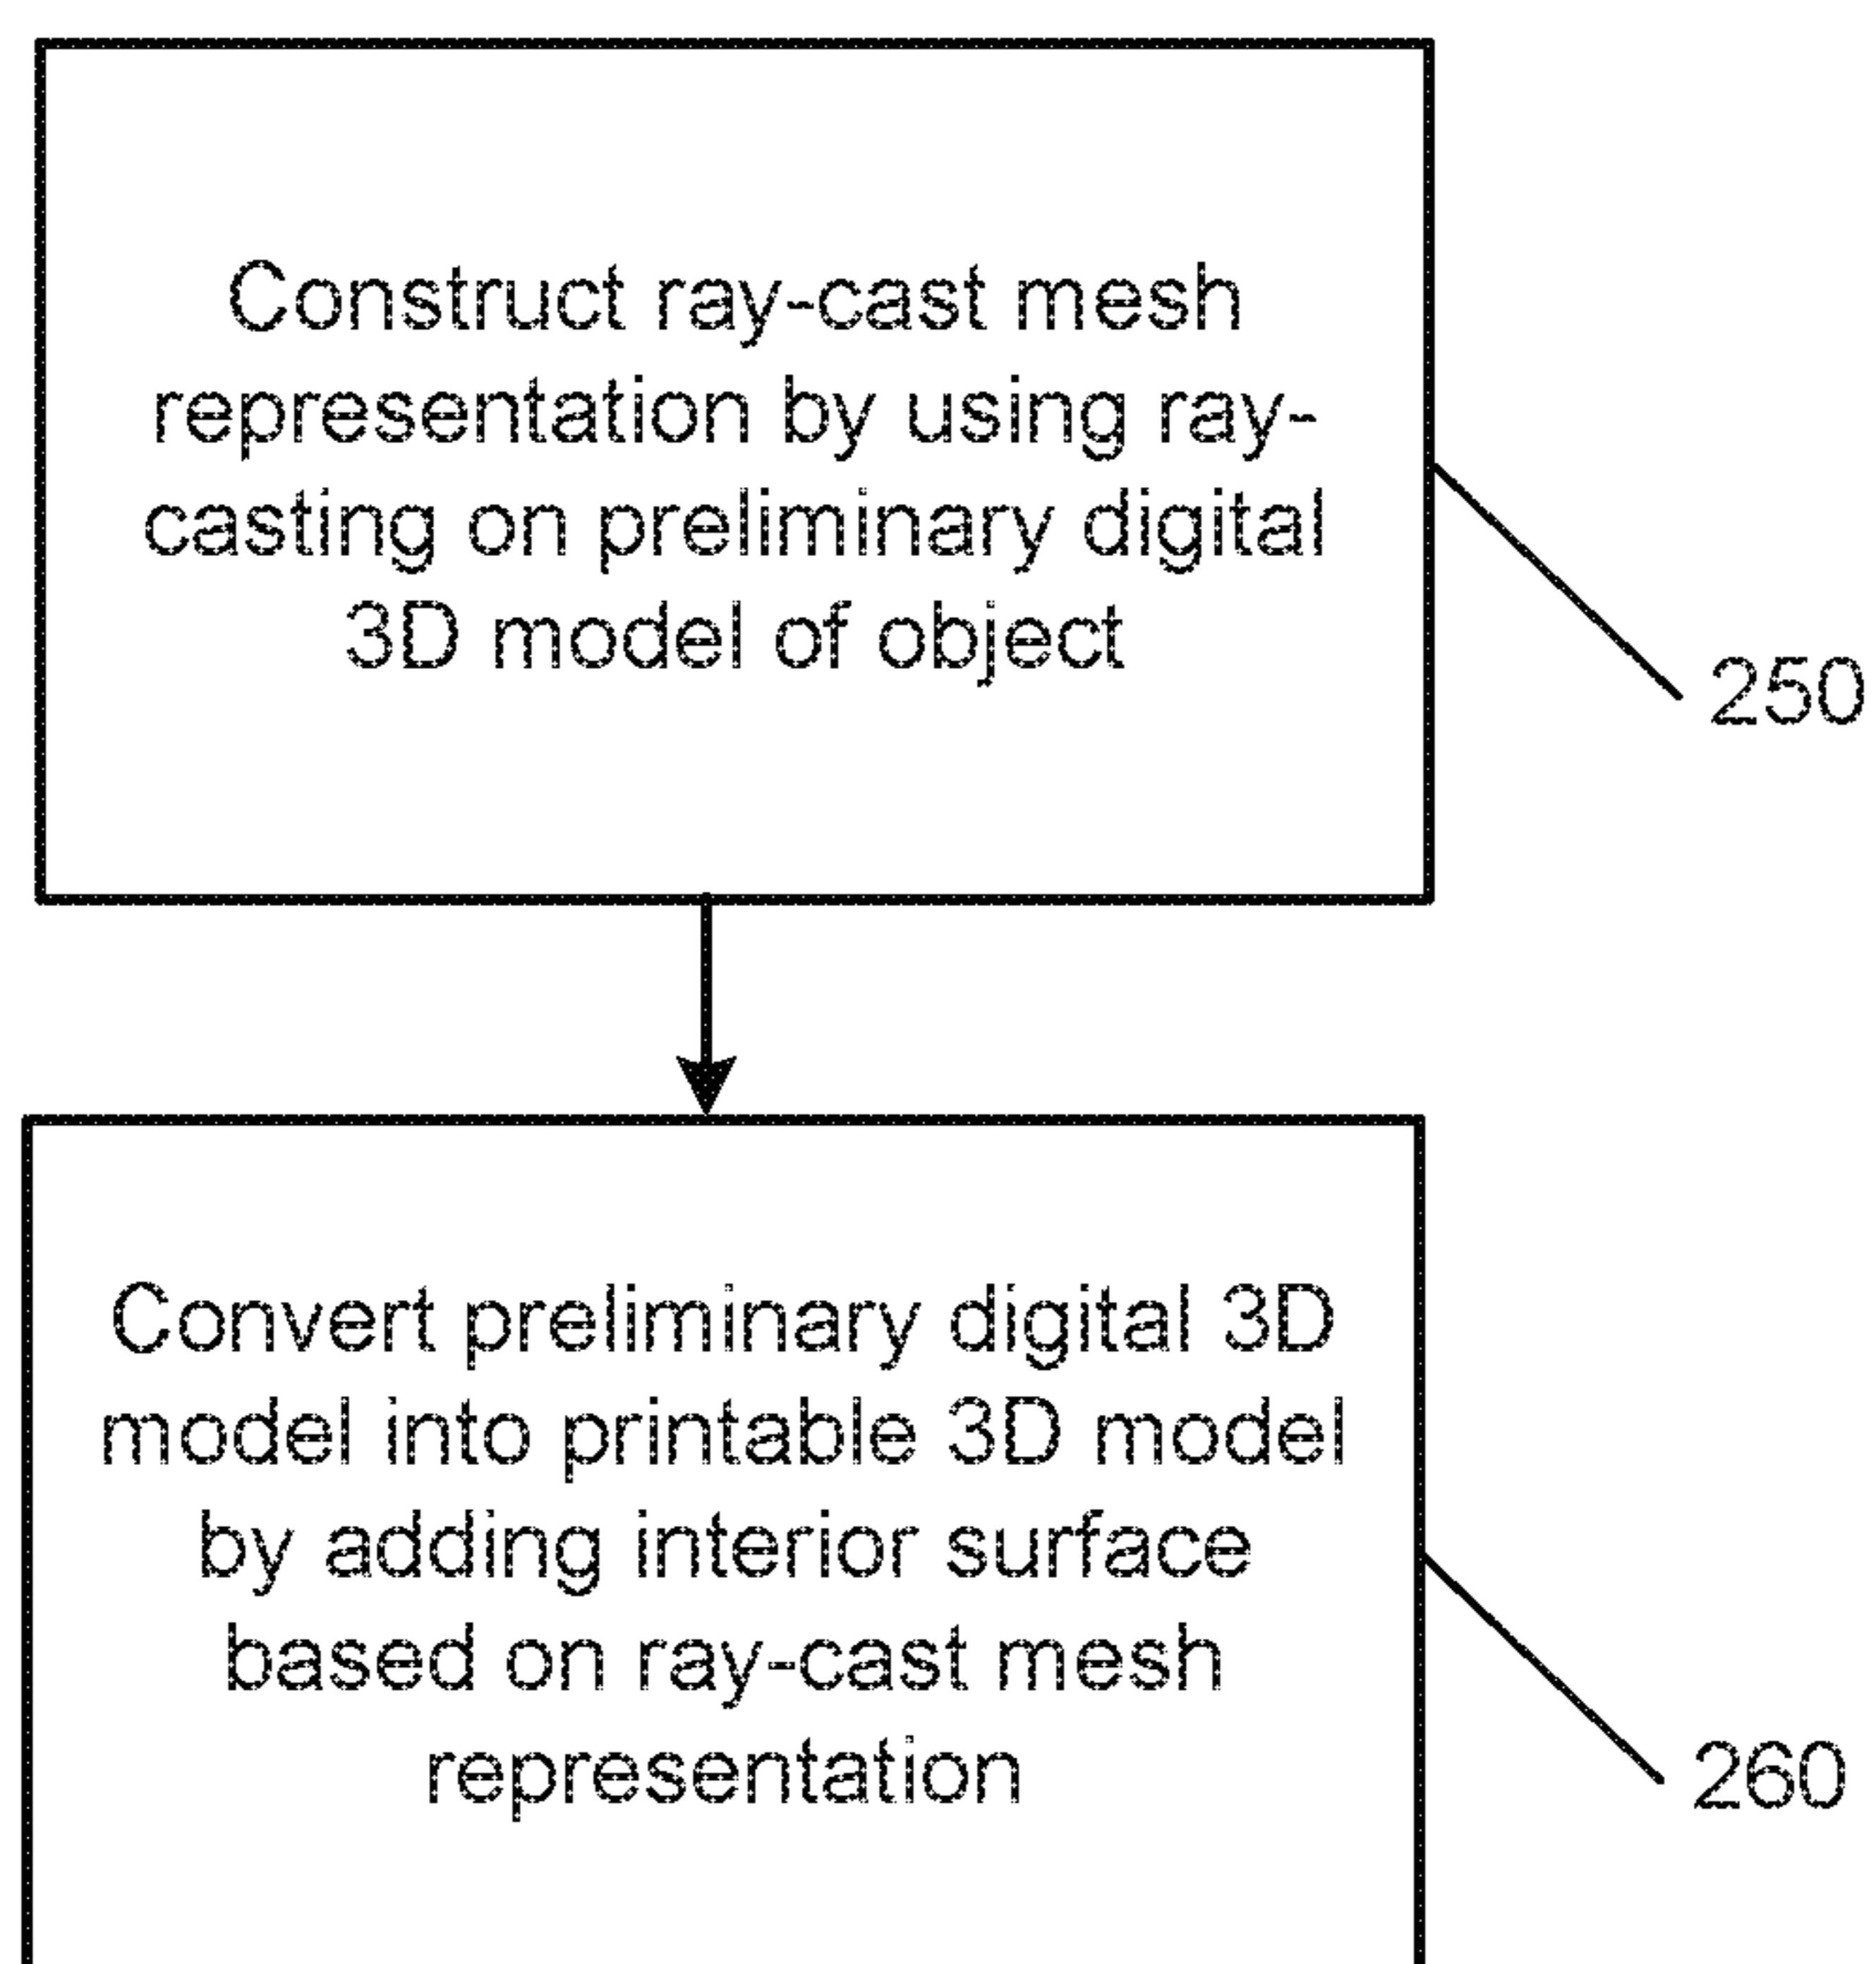 Construct ray-cast mesh
representation by using ray-
casting on preliminary digital
3D model of object
250
Convert preliminary digital 3D
model into printable 3D model
by adding interior surface
based on ray-cast mesh
representation
260